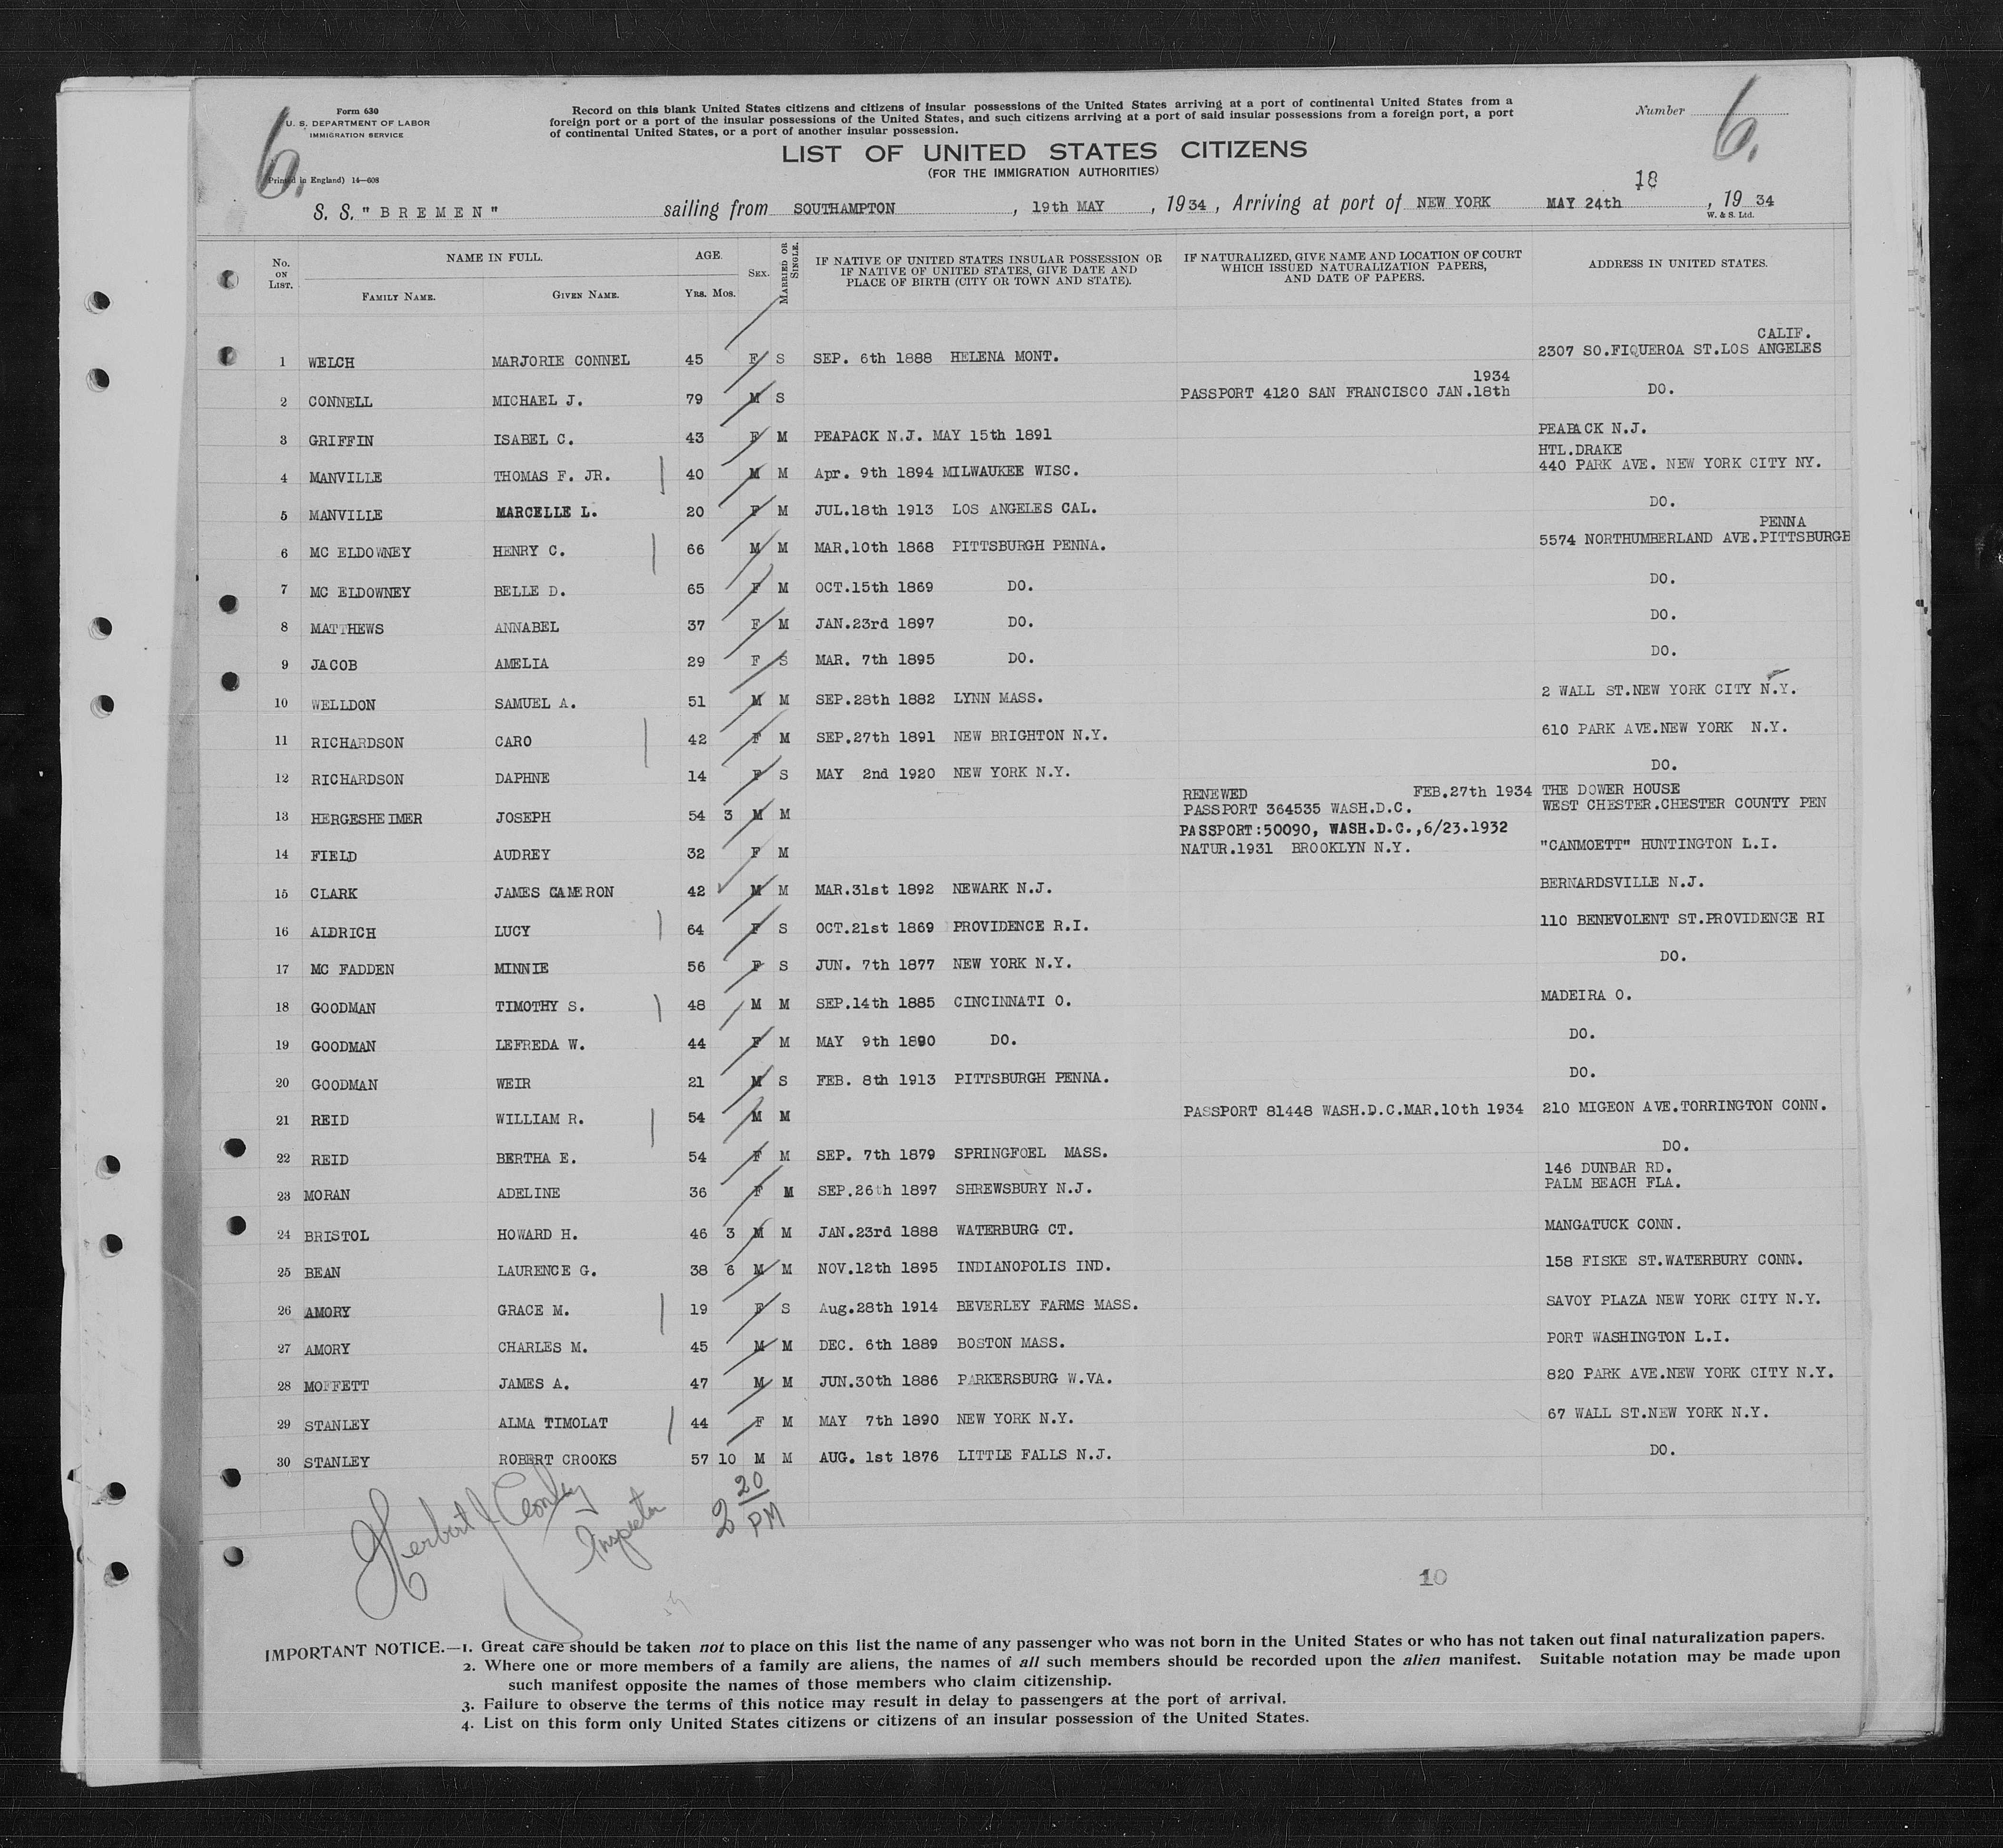 Form 630
U. S. DEPARTMENT OF LABOR
IMMIGRATION SERVICE
(Printed in England) 14—608
6.
Record on this blank United States citizens and citizens of insular possessions of the United States arriving at a port of continental United States from a
foreign port or a port of the insular possessions of the United States, and such citizens arriving at a port of said insular possessions from a foreign port, a port
of continental United States, or a port of another insular possession.
Number 6.
LIST OF UNITED STATES CITIZENS
(FOR THE IMMIGRATION AUTHORITIES)
18
S. S. "BREMEN" sailing from SOUTHAMPTON, 19th MAY, 1934, Arriving at port of NEW YORK MAY 24th, 1934
W. & S. Ltd.
No. ON LIST. NAME IN FULL. FAMILY NAME. GIVEN NAME. AGE. YRS. MOS. SEX. MARRIED OR SINGLE. IF NATIVE OF UNITED STATES INSULAR POSSESSION OR IF NATIVE OF UNITED STATES, GIVE DATE AND PLACE OF BIRTH (CITY OR TOWN AND STATE). IF NATURALIZED, GIVE NAME AND LOCATION OF COURT WHICH ISSUED NATURALIZATION PAPERS, AND DATE OF PAPERS. ADDRESS IN UNITED STATES.
CALIF.
1 WELCH MARJORIE CONNEL 45 F S SEP. 6th 1888 HELENA MONT. 2307 SO.FIQUEROA ST.LOS ANGELES
1934
2 CONNELL MICHAEL J. 79 M S PASSPORT 4120 SAN FRANCISCO JAN.18th DO.
3 GRIFFIN ISABEL C. 43 F M PEAPACK N.J. MAY 15th 1891 PEAPACK N.J.
HTL.DRAKE
4 MANVILLE THOMAS F. JR. 40 M M Apr. 9th 1894 MILWAUKEE WISC. 440 PARK AVE. NEW YORK CITY NY.
5 MANVILLE MARCELLE L. 20 F M JUL.18th 1913 LOS ANGELES CAL. DO.
PENNA
6 MC ELDOWNEY HENRY C. 66 M M MAR.10th 1868 PITTSBURGH PENNA. 5574 NORTHUMBERLAND AVE.PITTSBURGH
7 MC ELDOWNEY BELLE D. 65 F M OCT.15th 1869 DO. DO.
8 MATTHEWS ANNABEL 37 F M JAN.23rd 1897 DO. DO.
9 JACOB AMELIA 29 F S MAR. 7th 1895 DO. DO.
10 WELLDON SAMUEL A. 51 M M SEP.28th 1882 LYNN MASS. 2 WALL ST.NEW YORK CITY N.Y.
11 RICHARDSON CARO 42 F M SEP.27th 1891 NEW BRIGHTON N.Y. 610 PARK AVE.NEW YORK N.Y.
12 RICHARDSON DAPHNE 14 F S MAY 2nd 1920 NEW YORK N.Y. DO.
RENEWED FEB.27th 1934 THE DOWER HOUSE
13 HERGESHEIMER JOSEPH 54 3 M M PASSPORT 364535 WASH.D.C. WEST CHESTER.CHESTER COUNTY PEN
PASSPORT:50090, WASH.D.C.,6/23.1932
14 FIELD AUDREY 32 F M NATUR.1931 BROOKLYN N.Y. "CANMOETT" HUNTINGTON L.I.
15 CLARK JAMES CAMERON 42 M M MAR.31st 1892 NEWARK N.J. BERNARDSVILLE N.J.
16 ALDRICH LUCY 64 F S OCT.21st 1869 PROVIDENCE R.I. 110 BENEVOLENT ST.PROVIDENCE RI
17 MC FADDEN MINNIE 56 F S JUN. 7th 1877 NEW YORK N.Y. DO.
18 GOODMAN TIMOTHY S. 48 M M SEP.14th 1885 CINCINNATI O. MADEIRA O.
19 GOODMAN LEFREDA W. 44 F M MAY 9th 1890 DO. DO.
20 GOODMAN WEIR 21 M S FEB. 8th 1913 PITTSBURGH PENNA. DO.
21 REID WILLIAM R. 54 M M PASSPORT 81448 WASH.D.C.MAR.10th 1934 210 MIGEON AVE.TORRINGTON CONN.
22 REID BERTHA E. 54 F M SEP. 7th 1879 SPRINGFOEL MASS. DO.
146 DUNBAR RD.
23 MORAN ADELINE 36 F M SEP.26th 1897 SHREWSBURY N.J. PALM BEACH FLA.
24 BRISTOL HOWARD H. 46 3 M M JAN.23rd 1888 WATERBURG CT. MANGATUCK CONN.
25 BEAN LAURENCE G. 38 6 M M NOV.12th 1895 INDIANOPOLIS IND. 158 FISKE ST.WATERBURY CONN.
26 AMORY GRACE M. 19 F S Aug.28th 1914 BEVERLEY FARMS MASS. SAVOY PLAZA NEW YORK CITY N.Y.
27 AMORY CHARLES M. 45 M M DEC. 6th 1889 BOSTON MASS. PORT WASHINGTON L.I.
28 MOFFETT JAMES A. 47 M M JUN.30th 1886 PARKERSBURG W.VA. 820 PARK AVE.NEW YORK CITY N.Y.
29 STANLEY ALMA TIMOLAT 44 F M MAY 7th 1890 NEW YORK N.Y. 67 WALL ST.NEW YORK N.Y.
30 STANLEY ROBERT CROOKS 57 10 M M AUG. 1st 1876 LITTLE FALLS N.J. DO.
Herbert J Conley
Inspector
2 20 PM
10
IMPORTANT NOTICE.—1. Great care should be taken not to place on this list the name of any passenger who was not born in the United States or who has not taken out final naturalization papers.
2. Where one or more members of a family are aliens, the names of all such members should be recorded upon the alien manifest. Suitable notation may be made upon
such manifest opposite the names of those members who claim citizenship.
3. Failure to observe the terms of this notice may result in delay to passengers at the port of arrival.
4. List on this form only United States citizens or citizens of an insular possession of the United States.